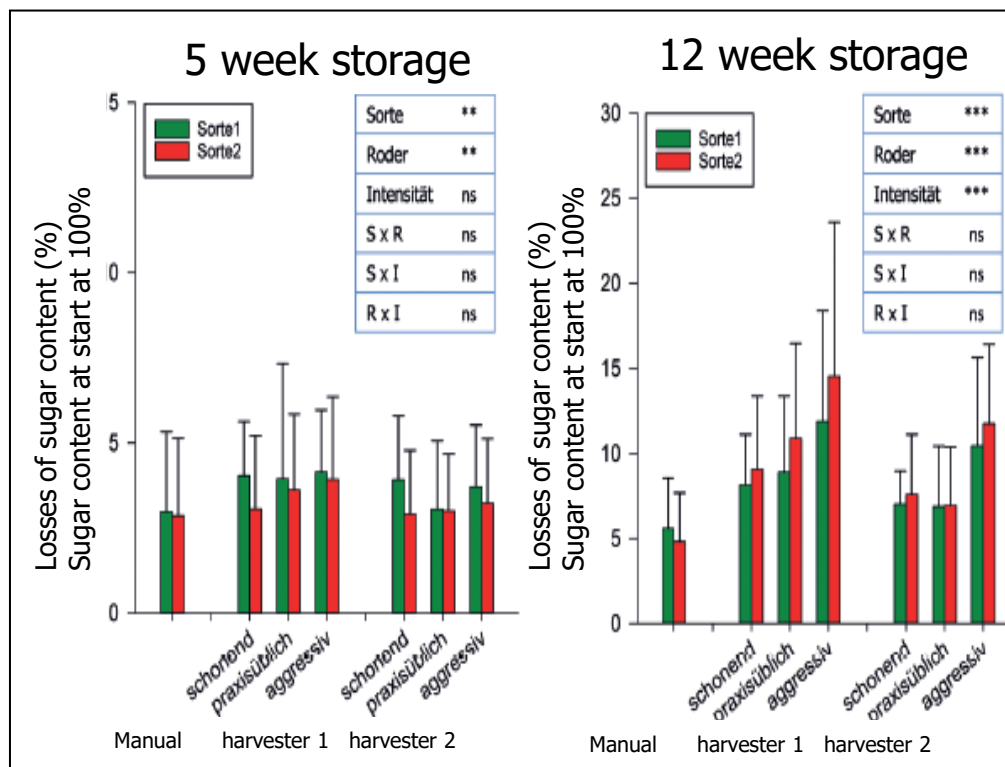 5 week storage
Losses of sugar content (%)
Sugar content at start at 100%
5
0
5
0
Sorte1
Sorte2
Sorte **
Roder **
Intensität ns
S x R ns
S x I ns
R x I ns
schonend
praxisüblich
aggressiv
schonend
praxisüblich
aggressiv
Manual harvester 1 harvester 2
12 week storage
Losses of sugar content (%)
Sugar content at start at 100%
30
25
20
15
10
5
0
Sorte1
Sorte2
Sorte ***
Roder ***
Intensität ***
S x R ns
S x I ns
R x I ns
schonend
praxisüblich
aggressiv
schonend
praxisüblich
aggressiv
Manual harvester 1 harvester 2